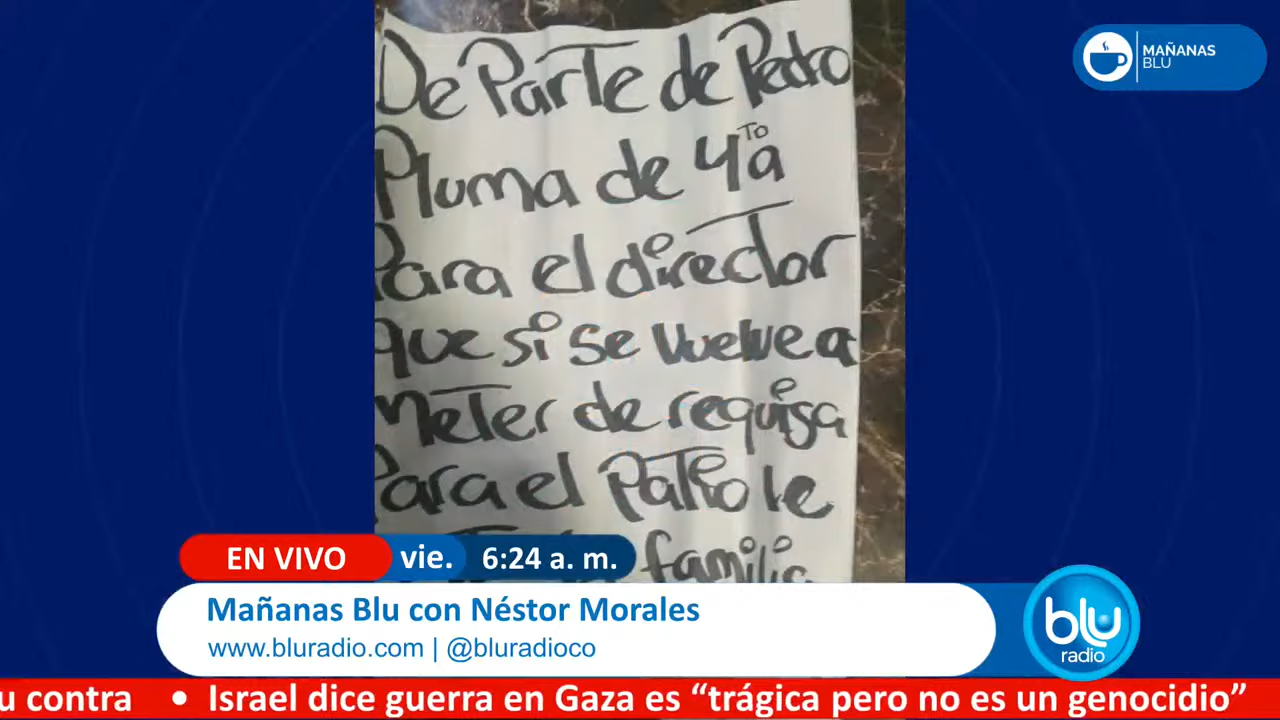 De Parte de Pedro
Pluma de 4ta To
Para el director
que si se vuelve a
meter de requisa
Para el Patio le
familia
MAÑANAS
BLU
EN VIVO vie. 6:24 a. m.
Mañanas Blu con Néstor Morales
www.bluradio.com | @bluradioco
blu
radio
u contra • Israel dice guerra en Gaza es “trágica pero no es un genocidio”